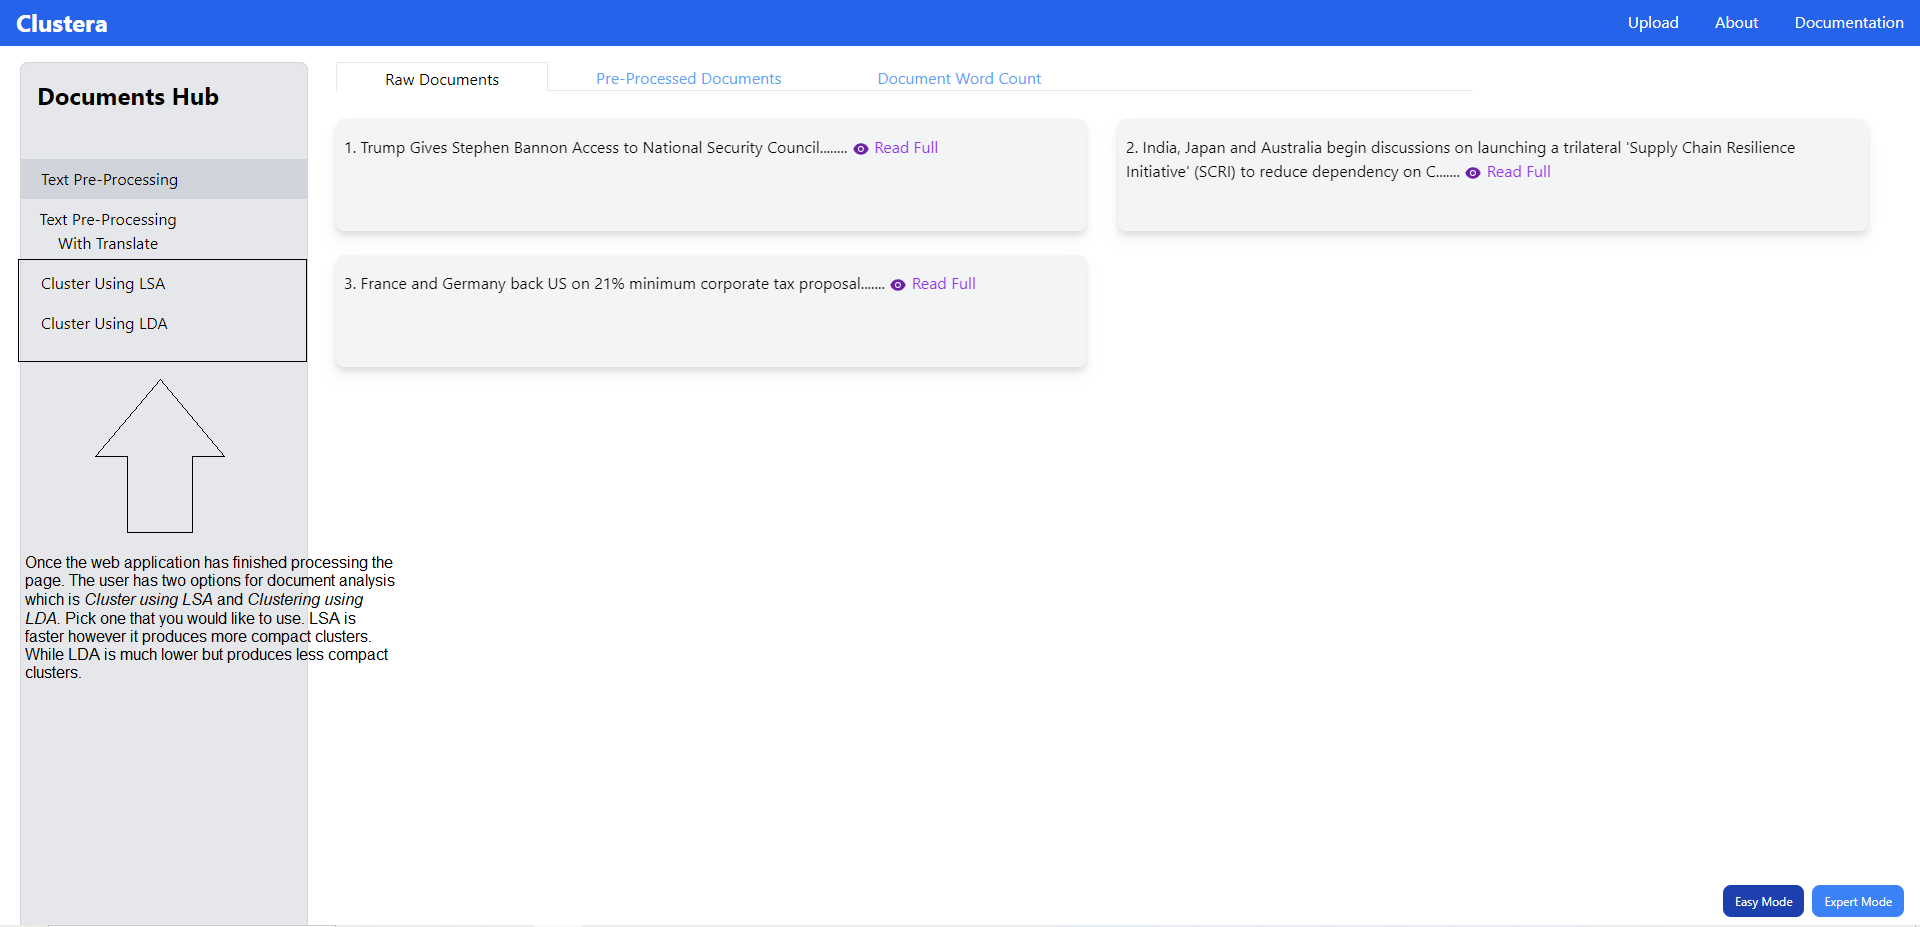 Clustera
Upload
About
Documentation
Documents Hub
Text Pre-Processing
Text Pre-Processing
With Translate
Cluster Using LSA
Cluster Using LDA
Once the web application has finished processing the
page. The user has two options for document analysis
which is Cluster using LSA and Clustering using
LDA. Pick one that you would like to use. LSA is
faster however it produces more compact clusters.
While LDA is much lower but produces less compact
clusters.
Raw Documents
Pre-Processed Documents
Document Word Count
1. Trump Gives Stephen Bannon Access to National Security Council........ Read Full
2. India, Japan and Australia begin discussions on launching a trilateral 'Supply Chain Resilience
Initiative' (SCRI) to reduce dependency on C....... Read Full
3. France and Germany back US on 21% minimum corporate tax proposal....... Read Full
Easy Mode
Expert Mode